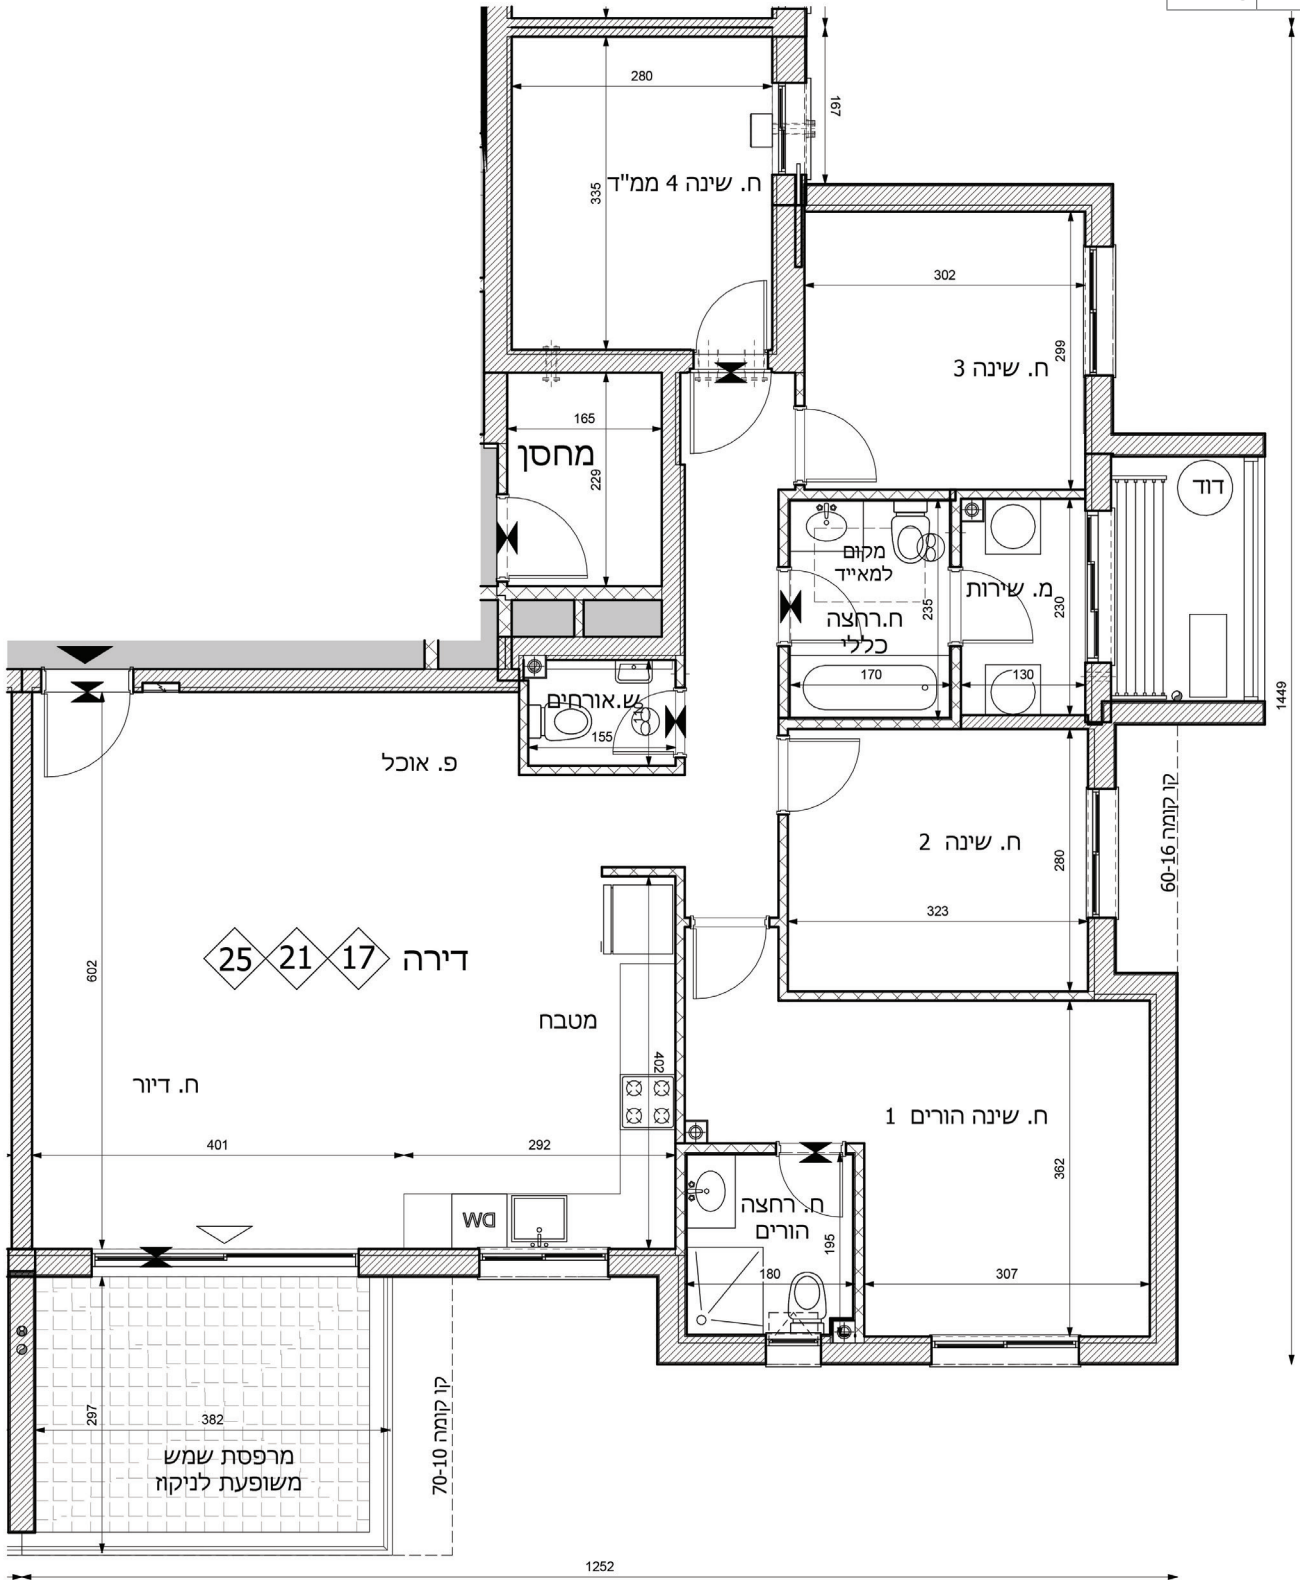 280
167
335
ח. שינה 4 ממ"ד
302
299
ח. שינה 3
165
מחסן
229
דוד
מקום
למאייד
235
ח.רחצה
כללי
170
מ. שירות
230
130
1449
ש.אורחים
155
פ. אוכל
ח. שינה 2
280
323
קו קומה 60-16
602
דירה 17 21 25
מטבח
402
ח. דיור
401
292
ח. שינה הורים 1
362
DW
ח. רחצה
הורים
195
180
307
297
382
מרפסת שמש
משופעת לניקוז
קו קומה 70-10
1252